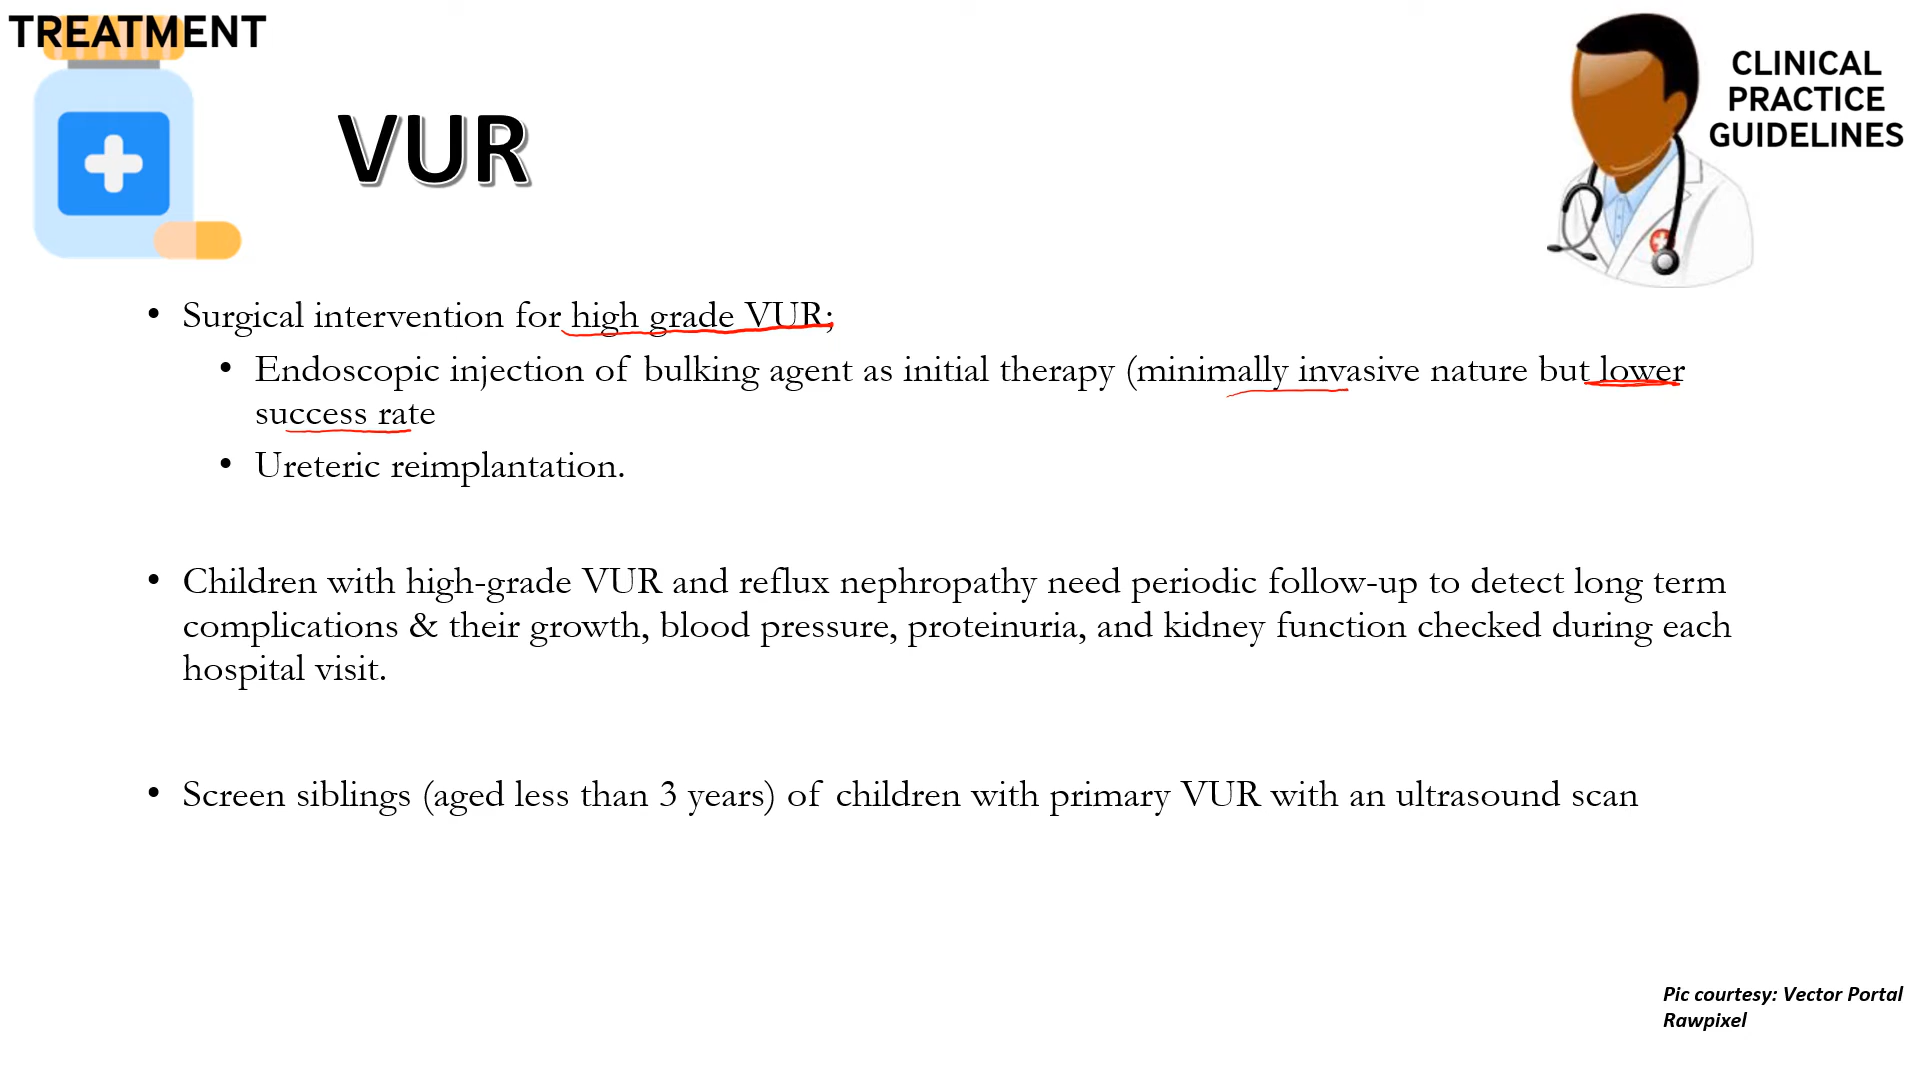 TREATMENT
CLINICAL
PRACTICE
GUIDELINES
VUR
• Surgical intervention for high grade VUR;
• Endoscopic injection of bulking agent as initial therapy (minimally invasive nature but lower
success rate
• Ureteric reimplantation.
• Children with high-grade VUR and reflux nephropathy need periodic follow-up to detect long term
complications & their growth, blood pressure, proteinuria, and kidney function checked during each
hospital visit.
• Screen siblings (aged less than 3 years) of children with primary VUR with an ultrasound scan
Pic courtesy: Vector Portal
Rawpixel